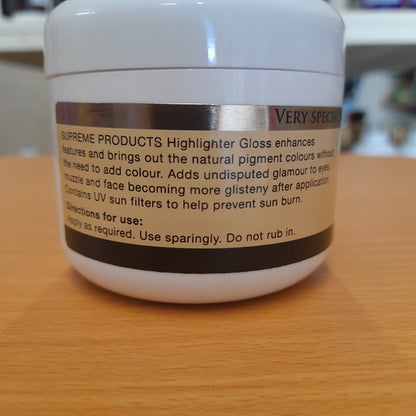 VERY SPECIA
SUPREME PRODUCTS Highlighter Gloss enhances
features and brings out the natural pigment colours without
the need to add colour. Adds undisputed glamour to eyes,
muzzle and face becoming more glisteny after application.
Contains UV sun filters to help prevent sun burn.
Directions for use:
Apply as required. Use sparingly. Do not rub in.